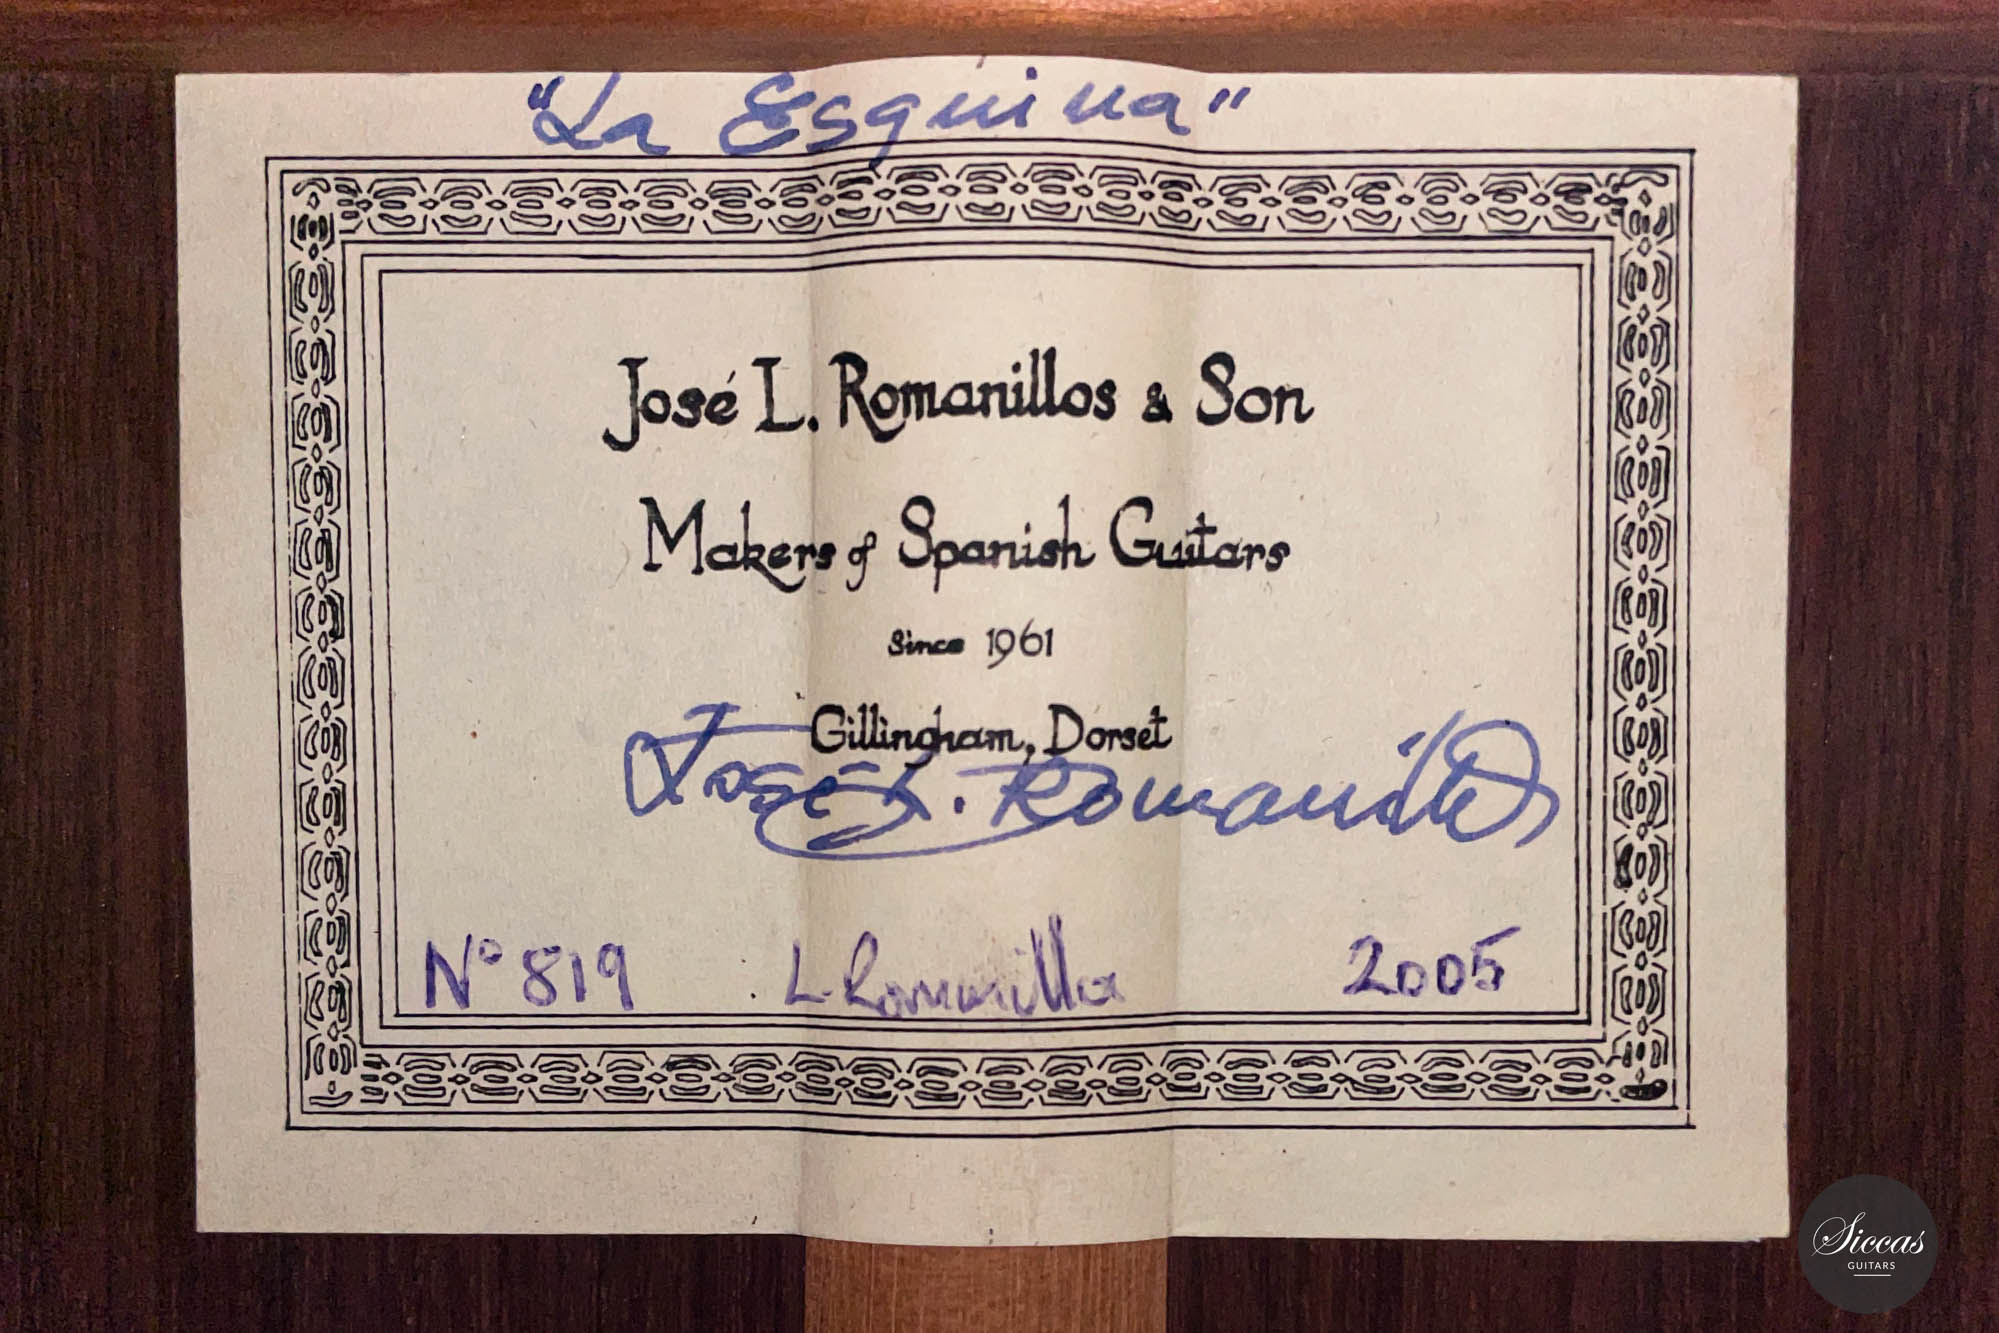 "La Esquina"
José L. Romanillos & Son
Makers of Spanish Guitars
Since 1961
Gillingham, Dorset
José L. Romanillos
Nº 819 L. Romanillos 2005
Siccas
GUITARS